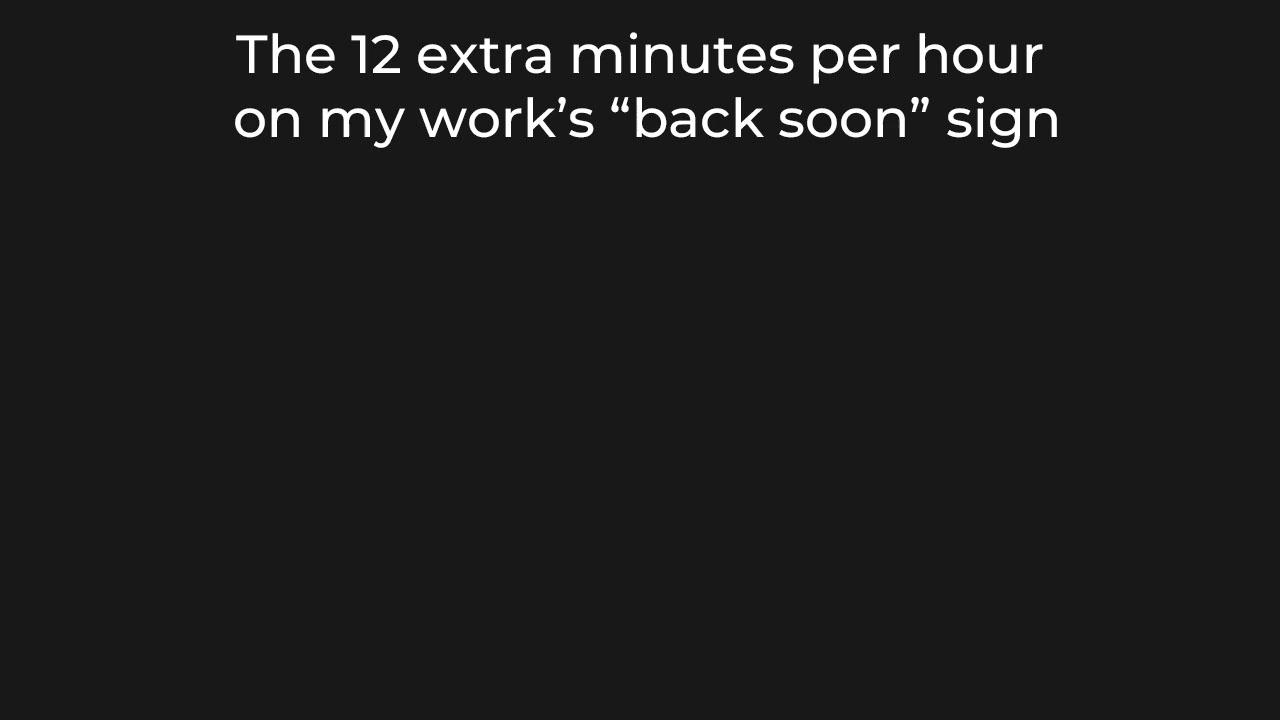 The 12 extra minutes per hour
on my work’s “back soon” sign